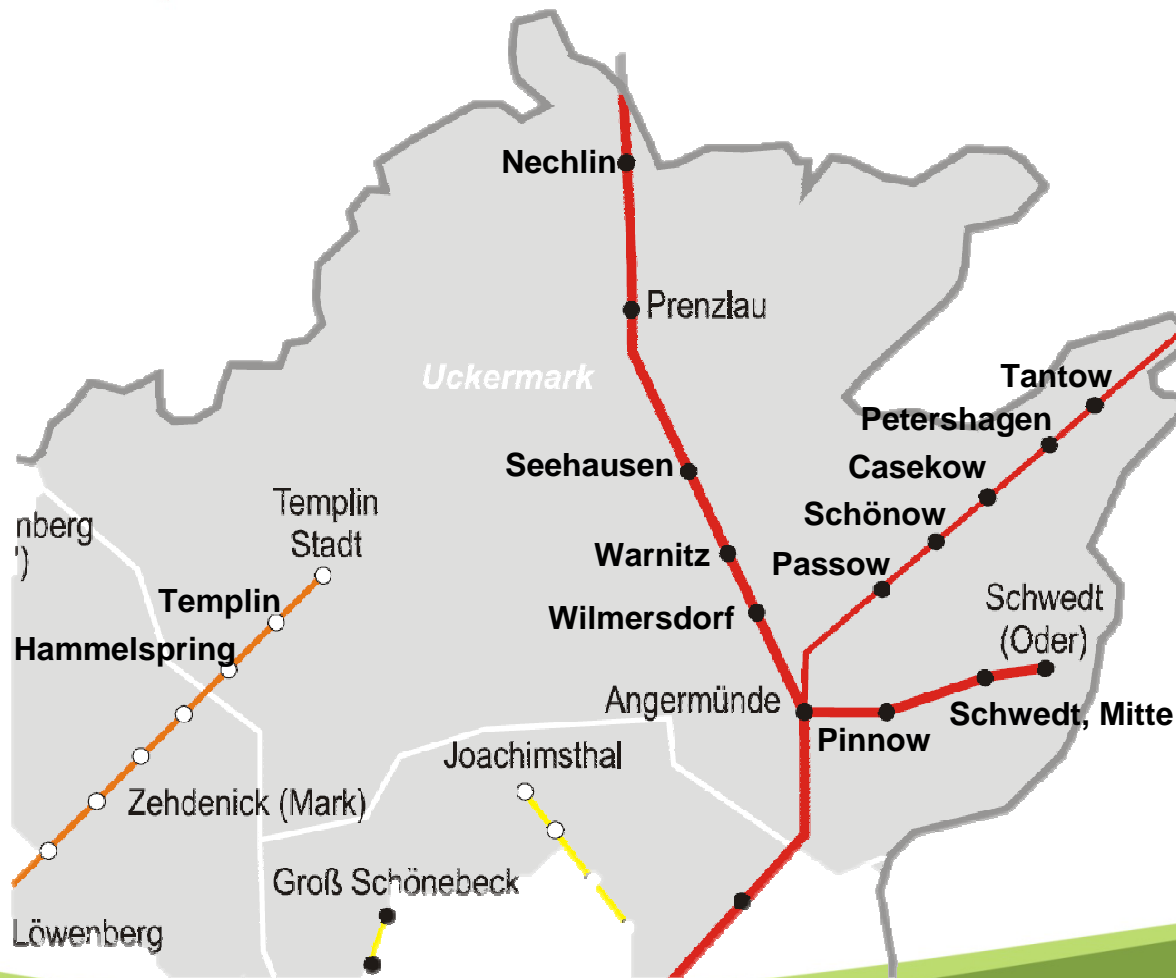 Nechlin
Prenzlau
Uckermark
Tantow
Petershagen
Seehausen
Casekow
Templin
Stadt
nberg
')
Schönow
Warnitz
Passow
Templin
Wilmersdorf
Schwedt
(Oder)
Hammelspring
Angermünde
Schwedt, Mitte
Pinnow
Joachimsthal
Zehdenick (Mark)
Groß Schönebeck
Löwenberg